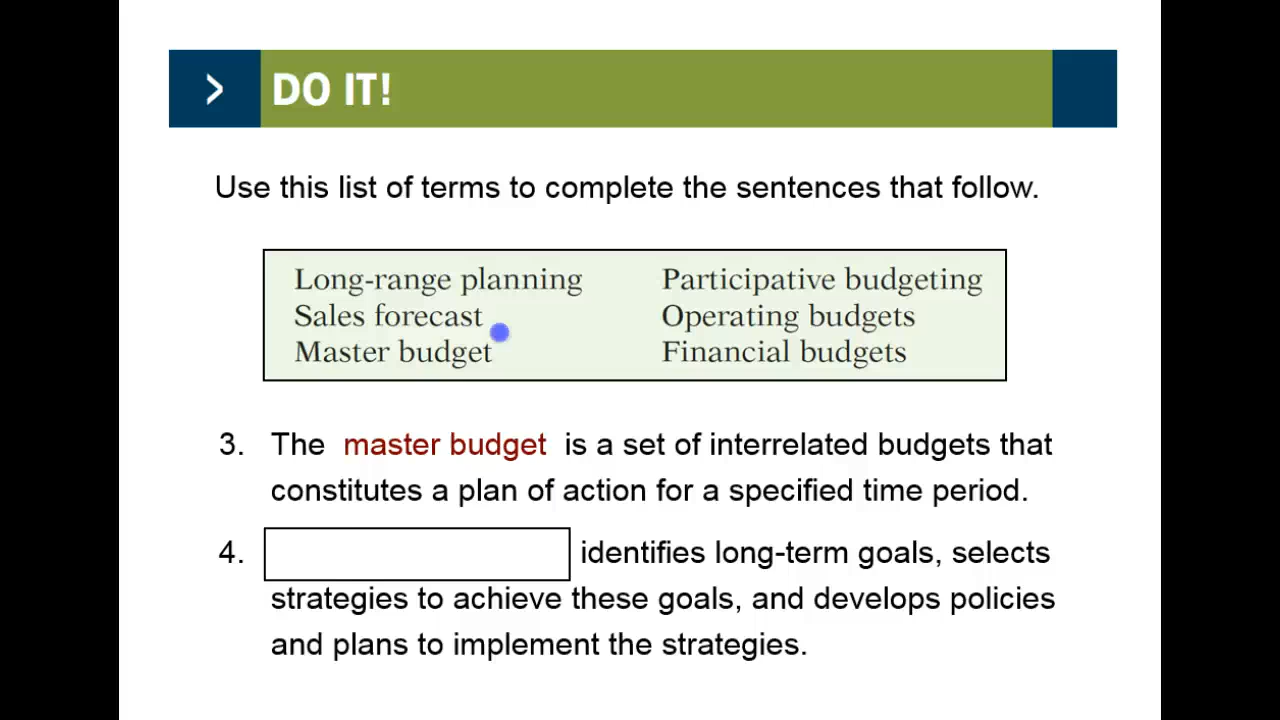 > DO IT!
Use this list of terms to complete the sentences that follow.
Long-range planning Participative budgeting
Sales forecast Operating budgets
Master budget Financial budgets
3. The master budget is a set of interrelated budgets that
constitutes a plan of action for a specified time period.
4. identifies long-term goals, selects
strategies to achieve these goals, and develops policies
and plans to implement the strategies.